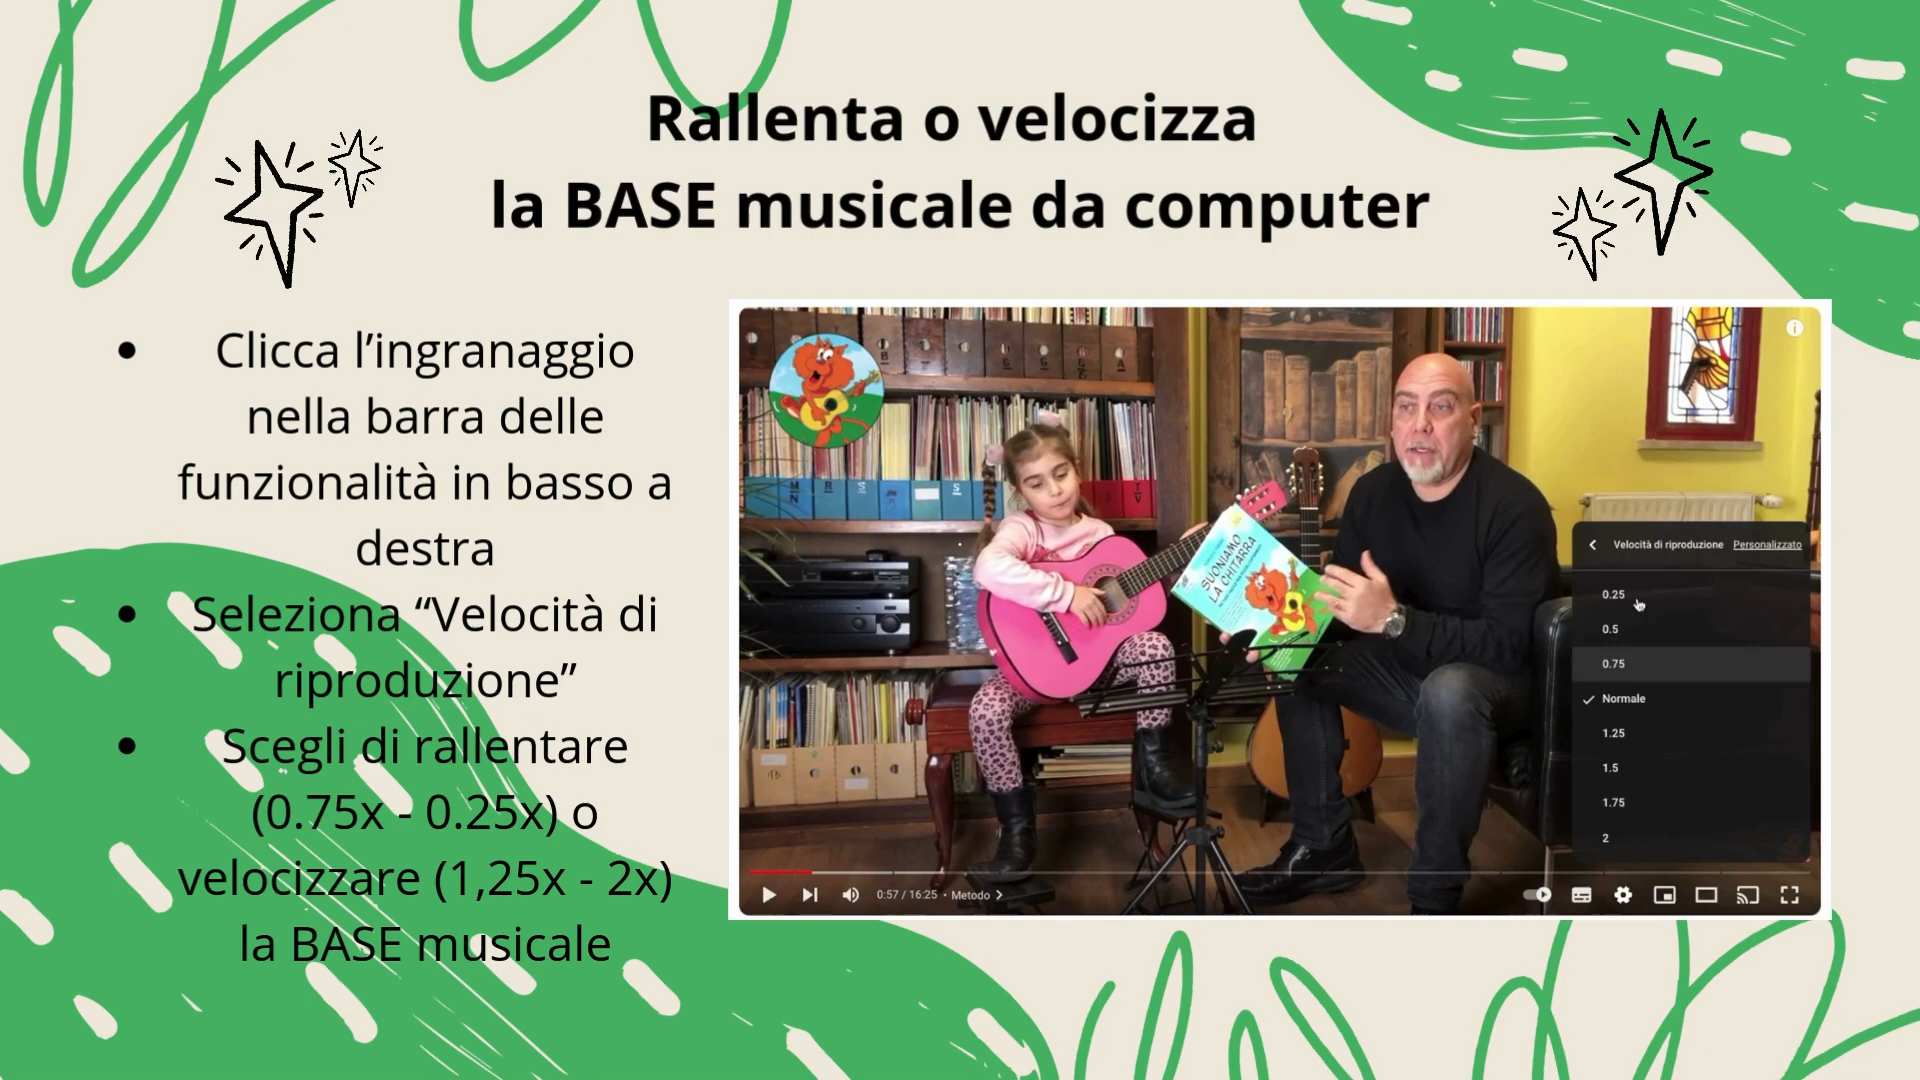 Rallenta o velocizza
la BASE musicale da computer
Clicca l’ingranaggio
nella barra delle
funzionalità in basso a
destra
Seleziona “Velocità di
riproduzione”
Scegli di rallentare
(0.75x - 0.25x) o
velocizzare (1,25x - 2x)
la BASE musicale
SUONIAMO
LA CHITARRA
Velocità di riproduzione Personalizzato
0.25
0.5
0.75
Normale
1.25
1.5
1.75
2
0:57 / 16:25 • Metodo